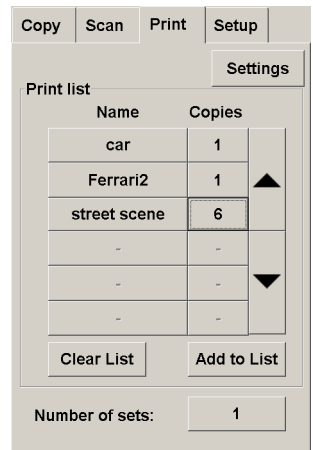 Copy Scan Print Setup
Settings
Print list
Name Copies
car 1
Ferrari2 1
street scene 6
- -
- -
- -
Clear List Add to List
Number of sets: 1